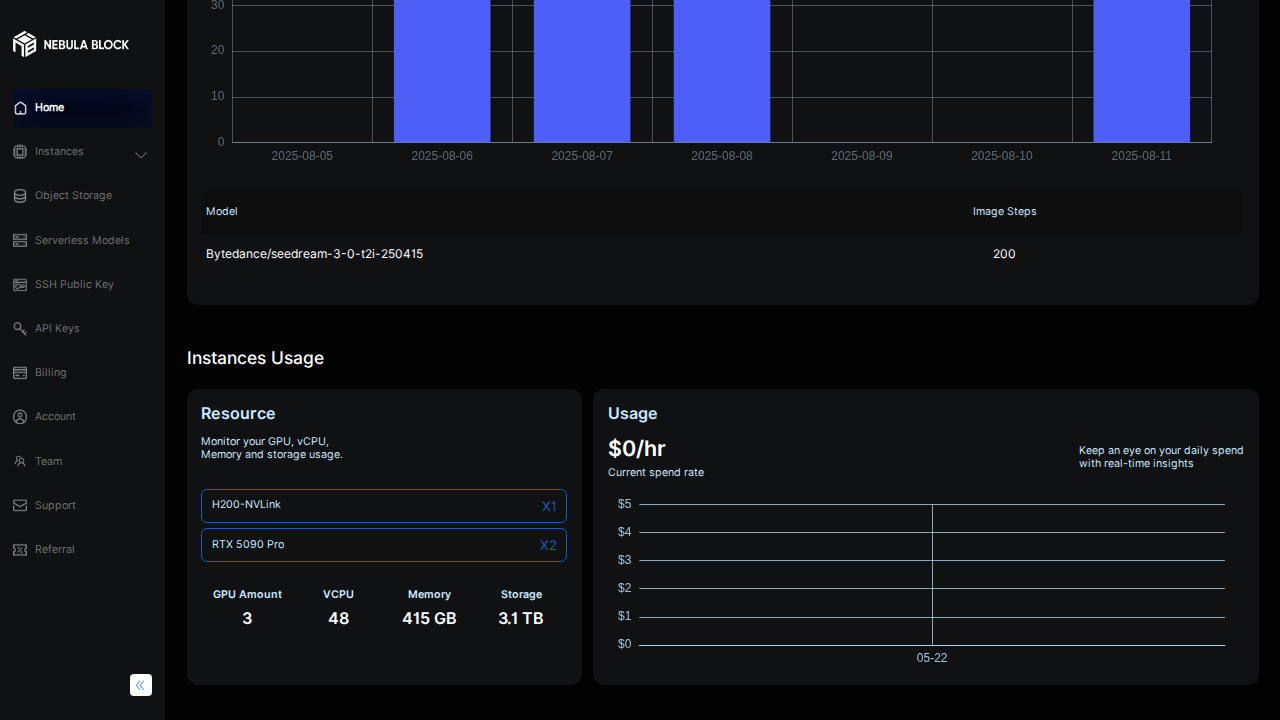 NEBULA BLOCK
Home
Instances
Object Storage
Serverless Models
SSH Public Key
API Keys
Billing
Account
Team
Support
Referral
30
20
10
0
2025-08-05 2025-08-06 2025-08-07 2025-08-08 2025-08-09 2025-08-10 2025-08-11
Model Image Steps
Bytedance/seedream-3-0-t2i-250415 200
Instances Usage
Resource
Monitor your GPU, vCPU,
Memory and storage usage.
H200-NVLink X1
RTX 5090 Pro X2
GPU Amount VCPU Memory Storage
3 48 415 GB 3.1 TB
Usage
$0/hr
Current spend rate
Keep an eye on your daily spend
with real-time insights
$5
$4
$3
$2
$1
$0
05-22